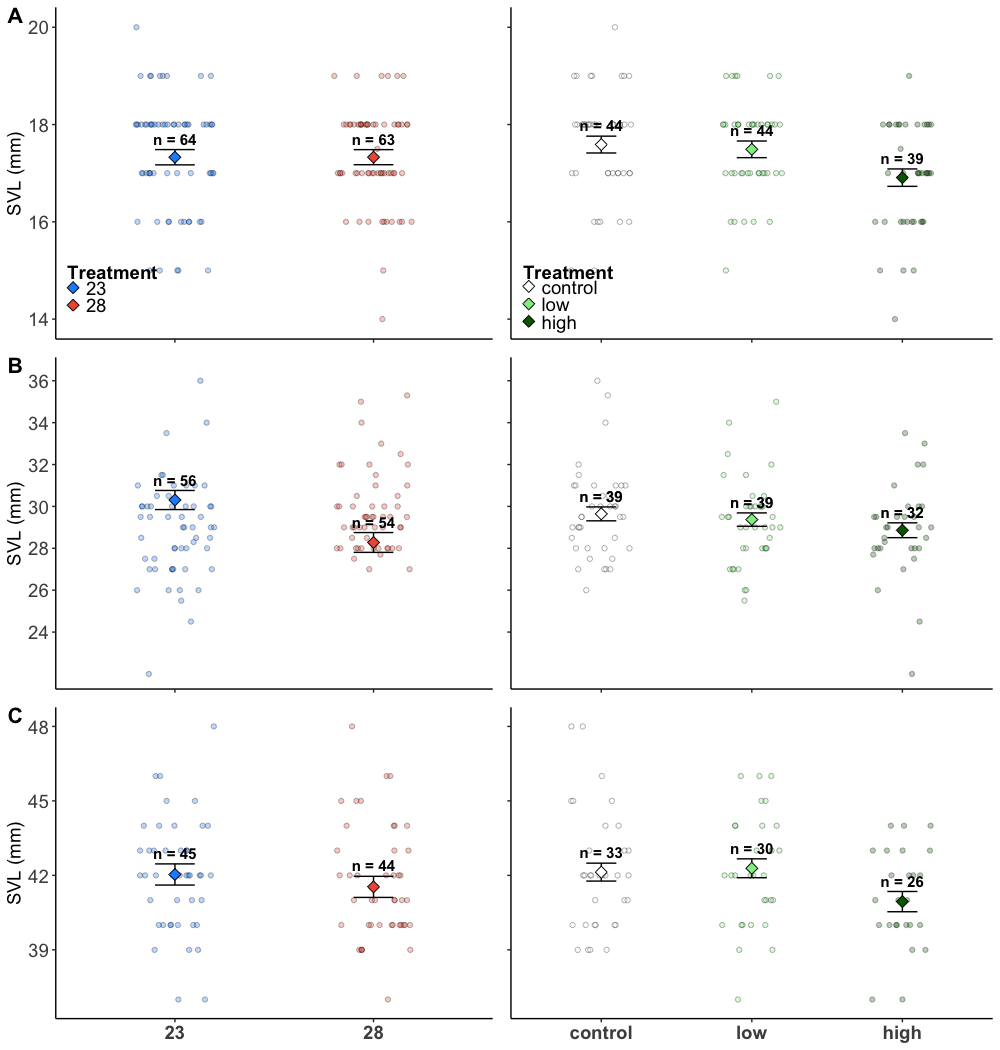 A
SVL (mm)
20
18
16
14
n = 64
n = 63
Treatment
23
28
n = 44
n = 44
n = 39
Treatment
control
low
high
B
SVL (mm)
36
34
32
30
28
26
24
n = 56
n = 54
n = 39
n = 39
n = 32
C
SVL (mm)
48
45
42
39
n = 45
n = 44
n = 33
n = 30
n = 26
23
28
control
low
high